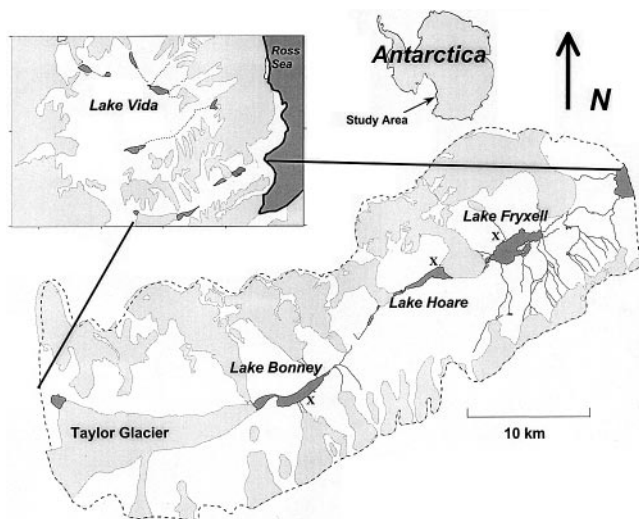 Ross
Sea
Lake Vida
Antarctica
Study Area
N
Lake Fryxell
x
x
Lake Hoare
Lake Bonney
x
Taylor Glacier
10 km